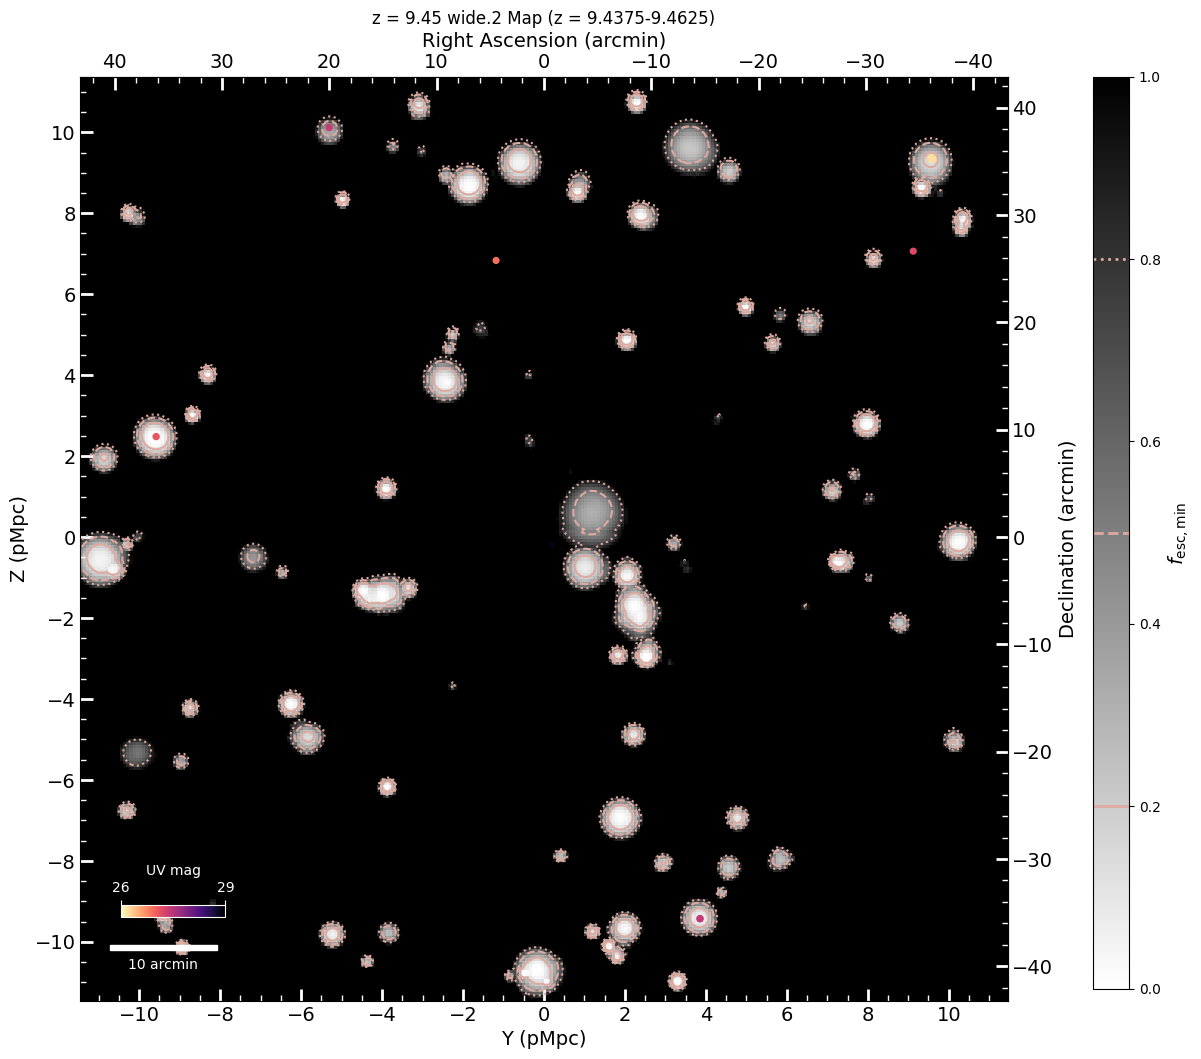 z = 9.45 wide.2 Map (z = 9.4375-9.4625)
Right Ascension (arcmin)
40 30 20 10 0 −10 −20 −30 −40
10
8
6
4
2
0
−2
−4
−6
−8
−10
Z (pMpc)
40
30
20
10
0
−10
−20
−30
−40
Declination (arcmin)
1.0
0.8
0.6
0.4
0.2
0.0
fesc,min
UV mag
26 29
10 arcmin
−10 −8 −6 −4 −2 0 2 4 6 8 10
Y (pMpc)